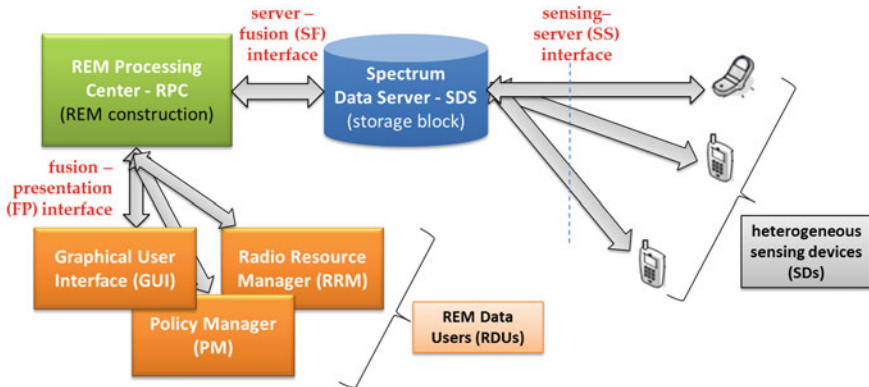 server –
fusion (SF)
interface
sensing–
server (SS)
interface
REM Processing
Center - RPC
(REM construction)
Spectrum
Data Server - SDS
(storage block)
fusion –
presentation
(FP) interface
Graphical User
Interface (GUI)
Radio Resource
Manager (RRM)
Policy Manager
(PM)
REM Data
Users (RDUs)
heterogeneous
sensing devices
(SDs)